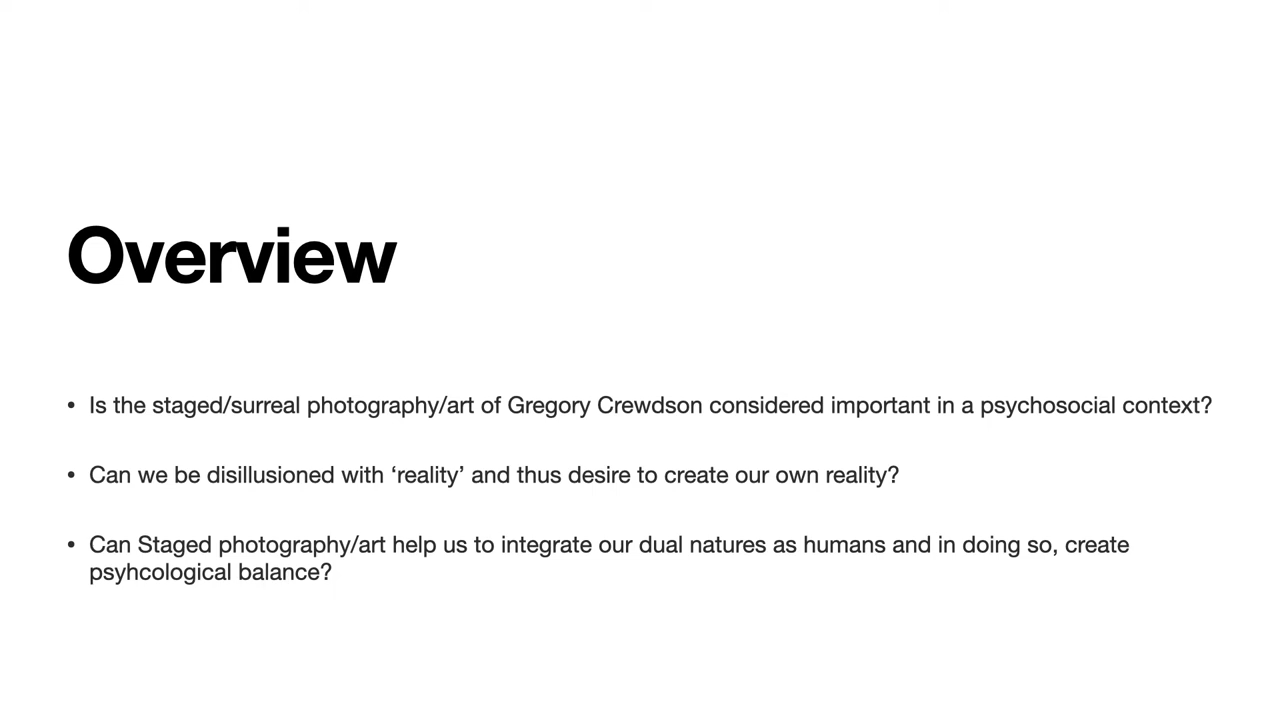 Overview
• Is the staged/surreal photography/art of Gregory Crewdson considered important in a psychosocial context?
• Can we be disillusioned with ‘reality’ and thus desire to create our own reality?
• Can Staged photography/art help us to integrate our dual natures as humans and in doing so, create
psyhcological balance?